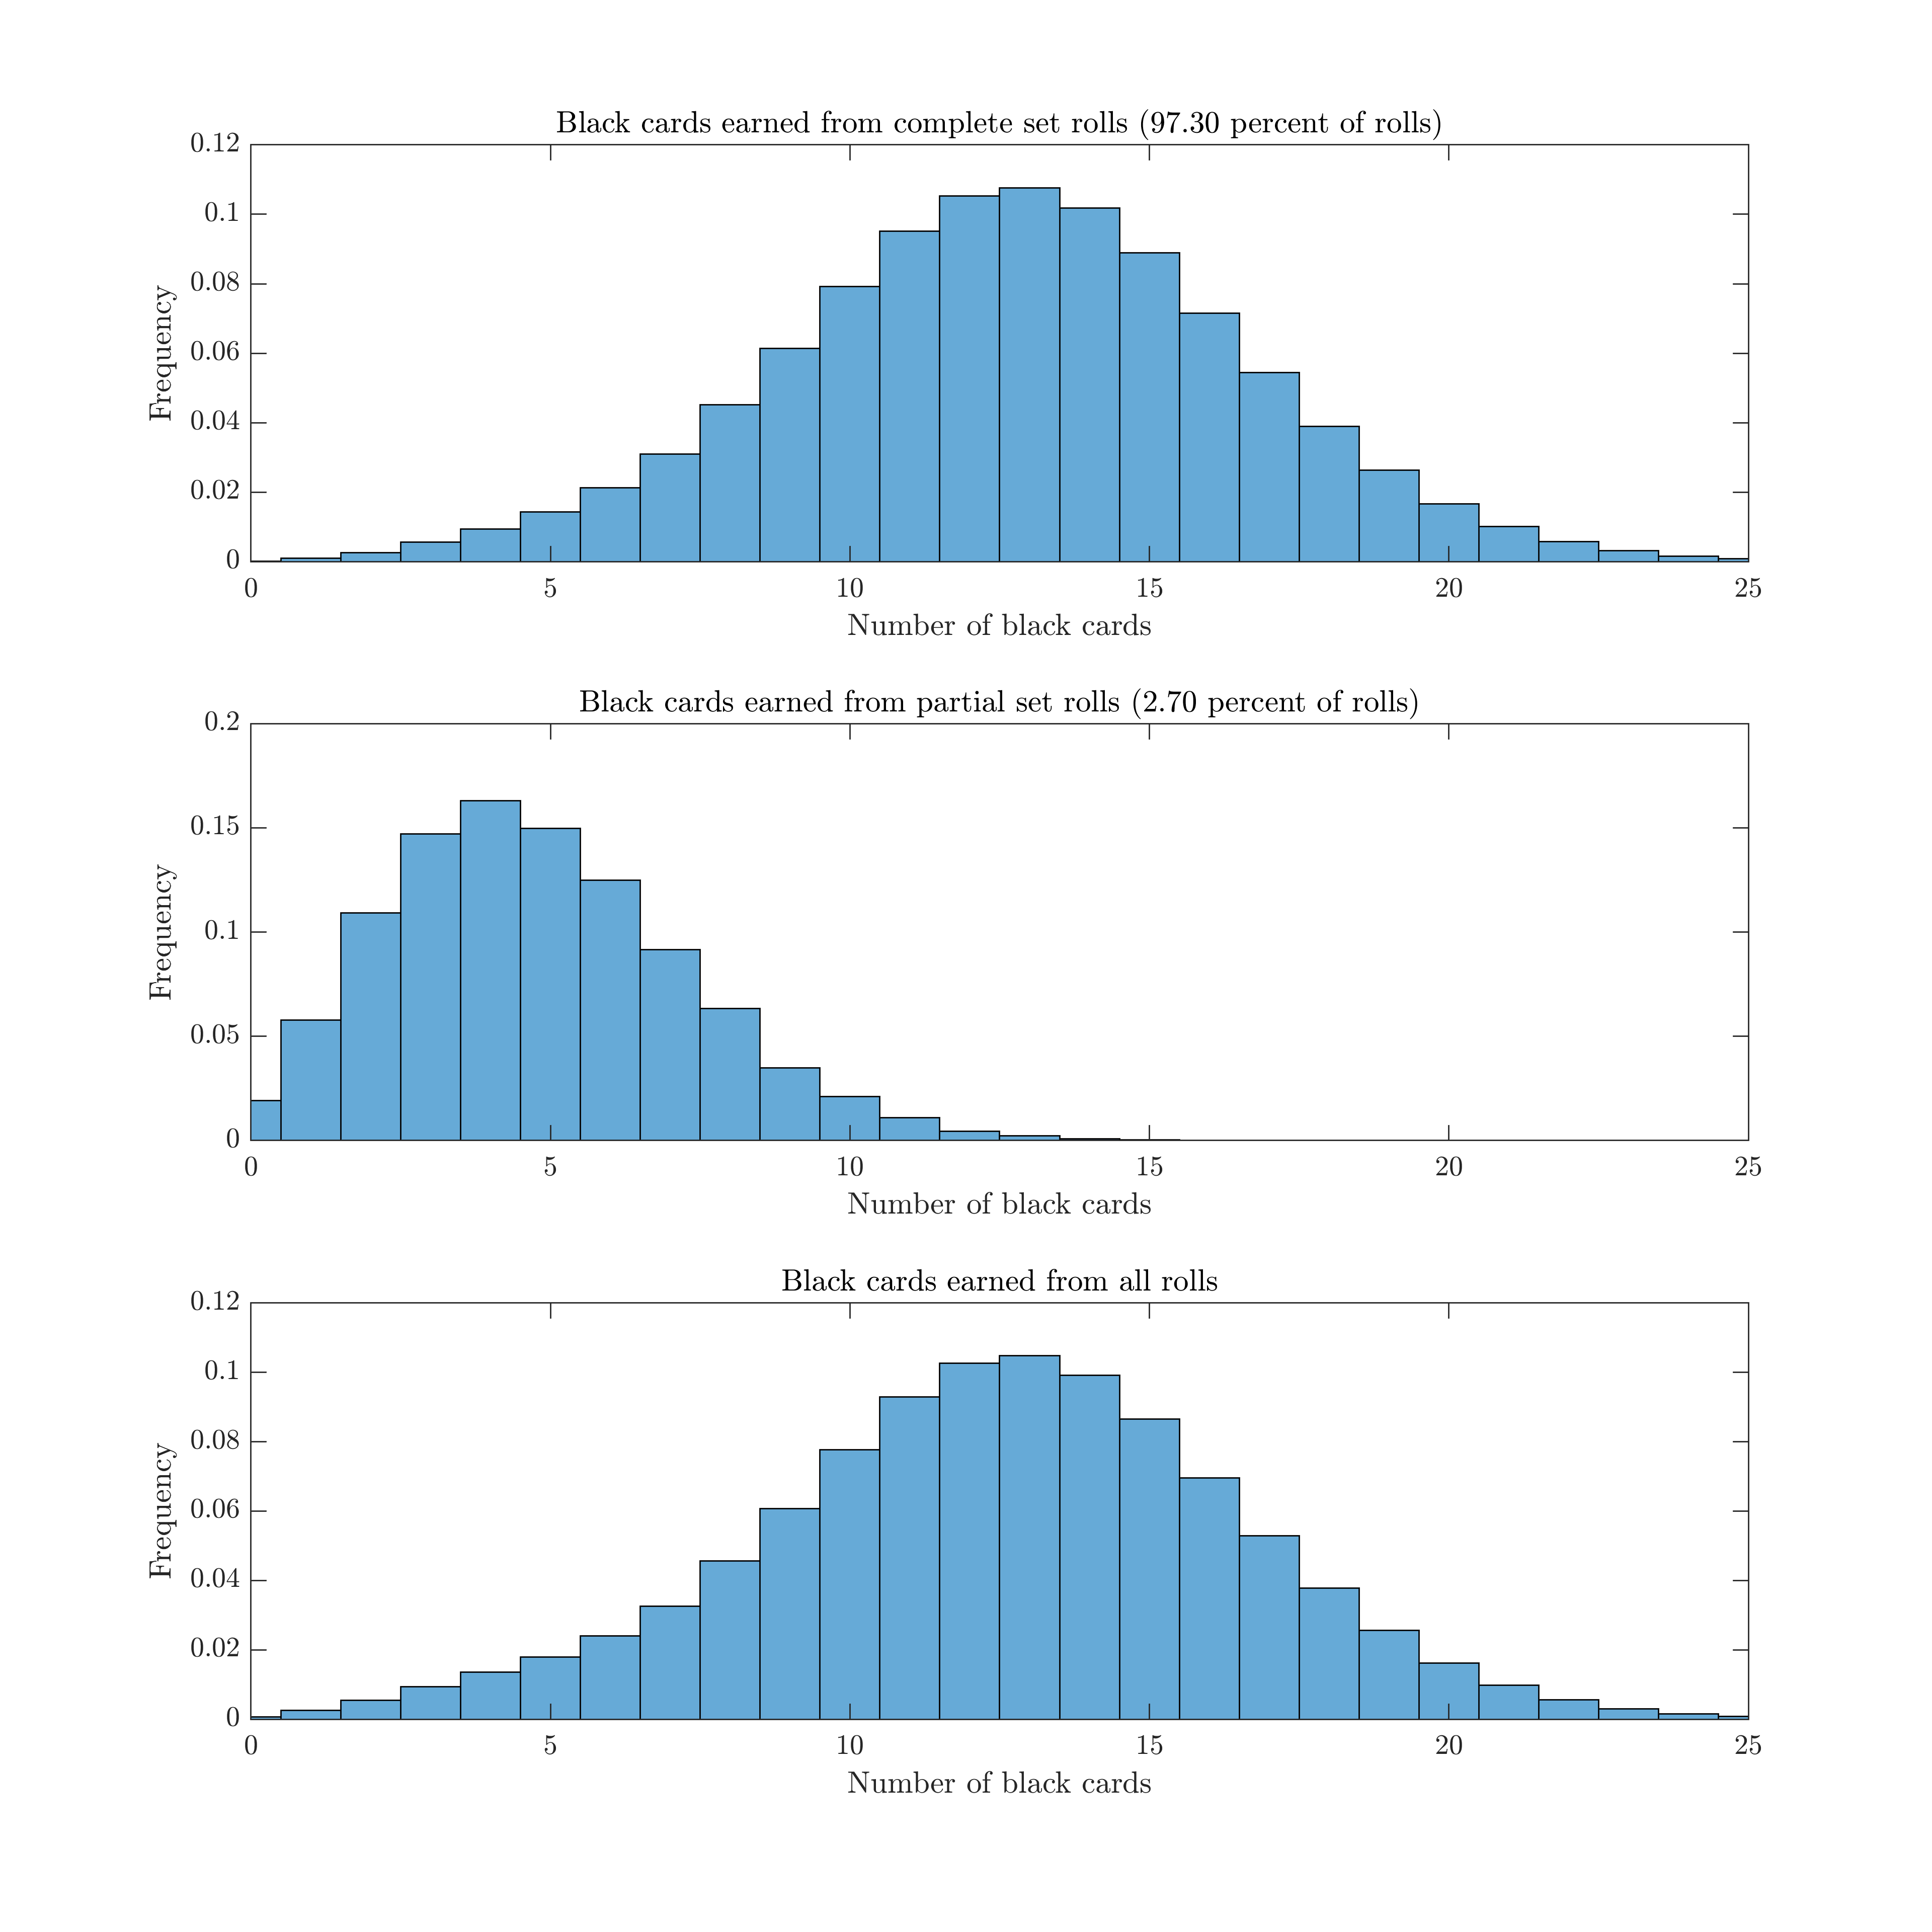 Black cards earned from complete set rolls (97.30 percent of rolls)
0.12
0.1
0.08
0.06
0.04
0.02
0
Frequency
0 5 10 15 20 25
Number of black cards
Black cards earned from partial set rolls (2.70 percent of rolls)
0.2
0.15
0.1
0.05
0
Frequency
0 5 10 15 20 25
Number of black cards
Black cards earned from all rolls
0.12
0.1
0.08
0.06
0.04
0.02
0
Frequency
0 5 10 15 20 25
Number of black cards